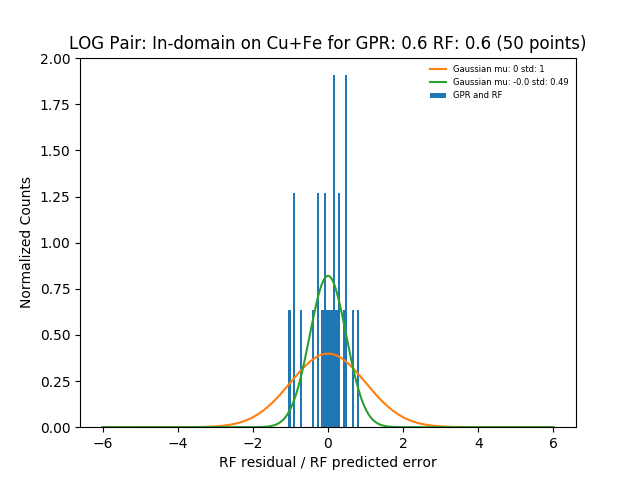 LOG Pair: In-domain on Cu+Fe for GPR: 0.6 RF: 0.6 (50 points)
Gaussian mu: 0 std: 1
Gaussian mu: -0.0 std: 0.49
GPR and RF
Normalized Counts
2.00
1.75
1.50
1.25
1.00
0.75
0.50
0.25
0.00
−6
−4
−2
0
2
4
6
RF residual / RF predicted error